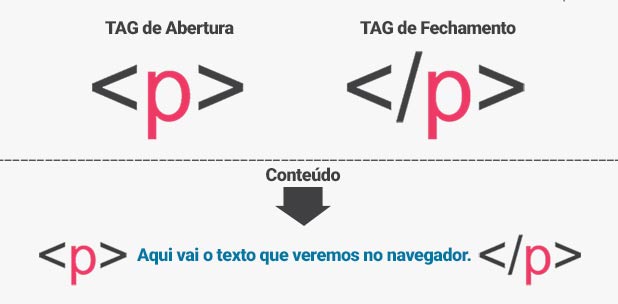 TAG de Abertura
TAG de Fechamento
<p>
</p>
Conteúdo
<p> Aqui vai o texto que veremos no navegador. </p>